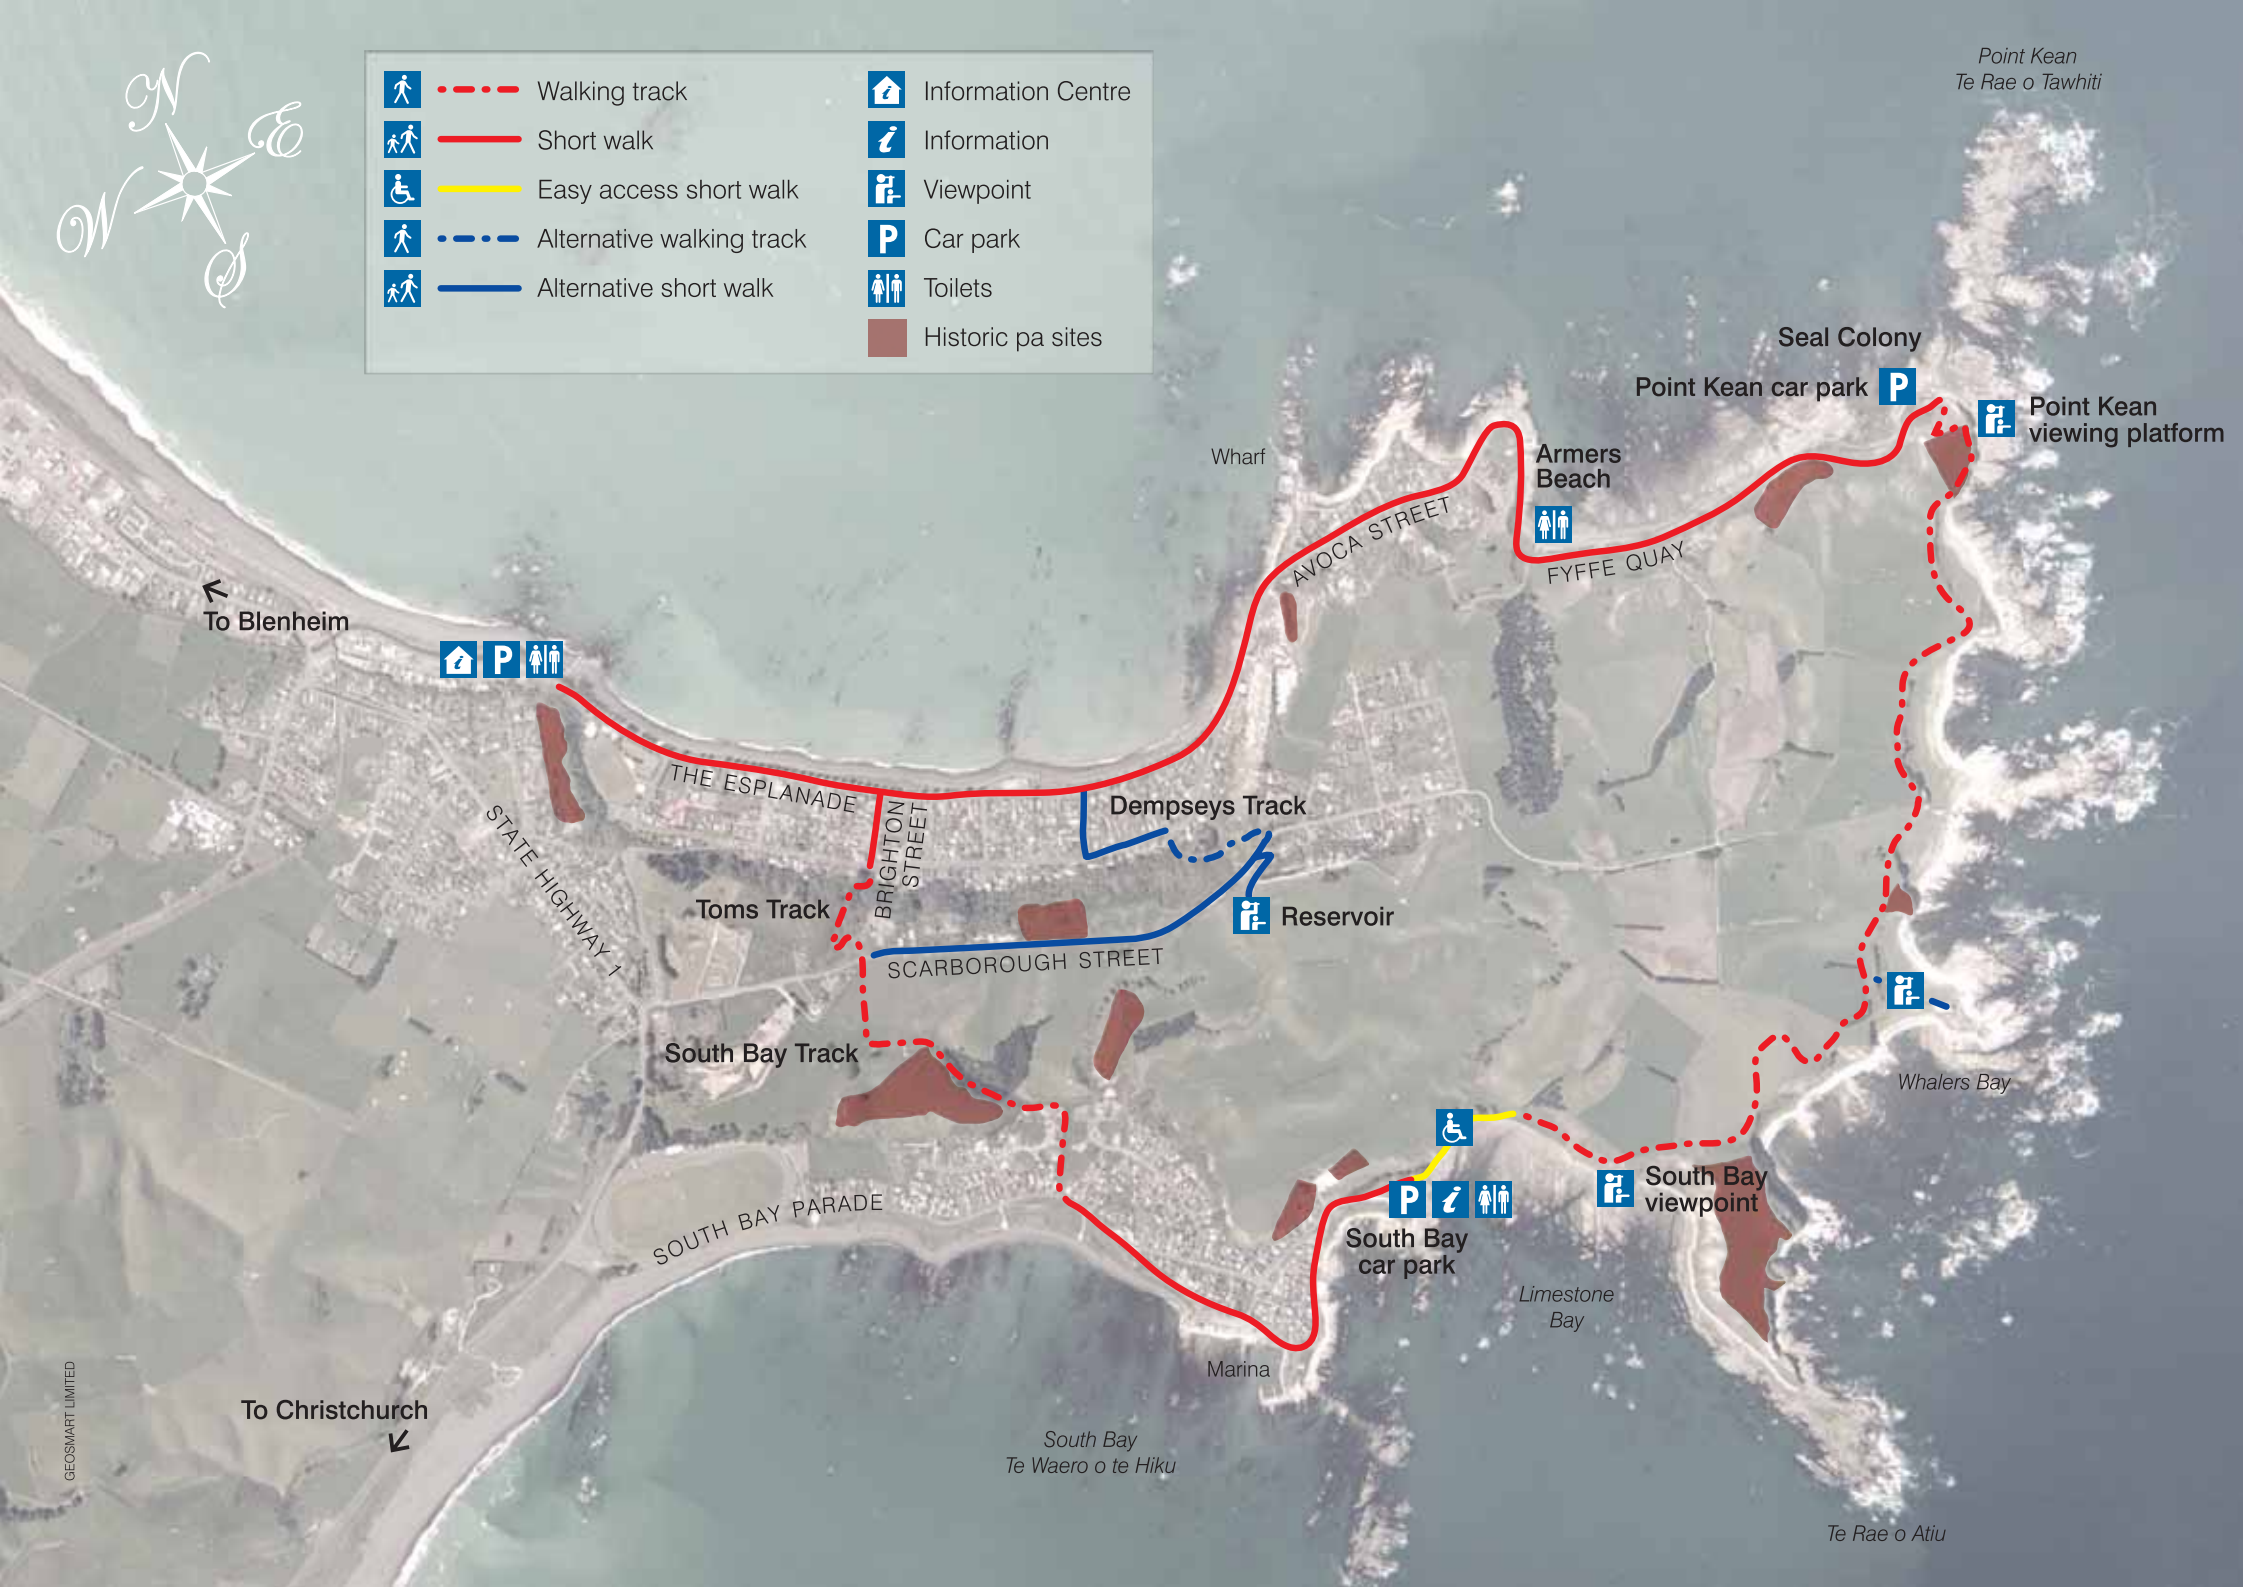 N
E
W
S
Walking track
Short walk
Easy access short walk
Alternative walking track
Alternative short walk
Information Centre
Information
Viewpoint
P
Car park
Toilets
Historic pa sites
Point Kean
Te Rae o Tawhiti
Seal Colony
Point Kean car park
P
Point Kean
viewing platform
Wharf
Armers
Beach
AVOCA STREET
FYFFE QUAY
To Blenheim
i P
THE ESPLANADE
BRIGHTON
STREET
Dempseys Track
STATE HIGHWAY 1
Toms Track
Reservoir
SCARBOROUGH STREET
South Bay Track
Whalers Bay
South Bay
viewpoint
P i
South Bay
car park
SOUTH BAY PARADE
Limestone
Bay
Marina
To Christchurch
South Bay
Te Waero o te Hiku
Te Rae o Atiu
GEOSMART LIMITED